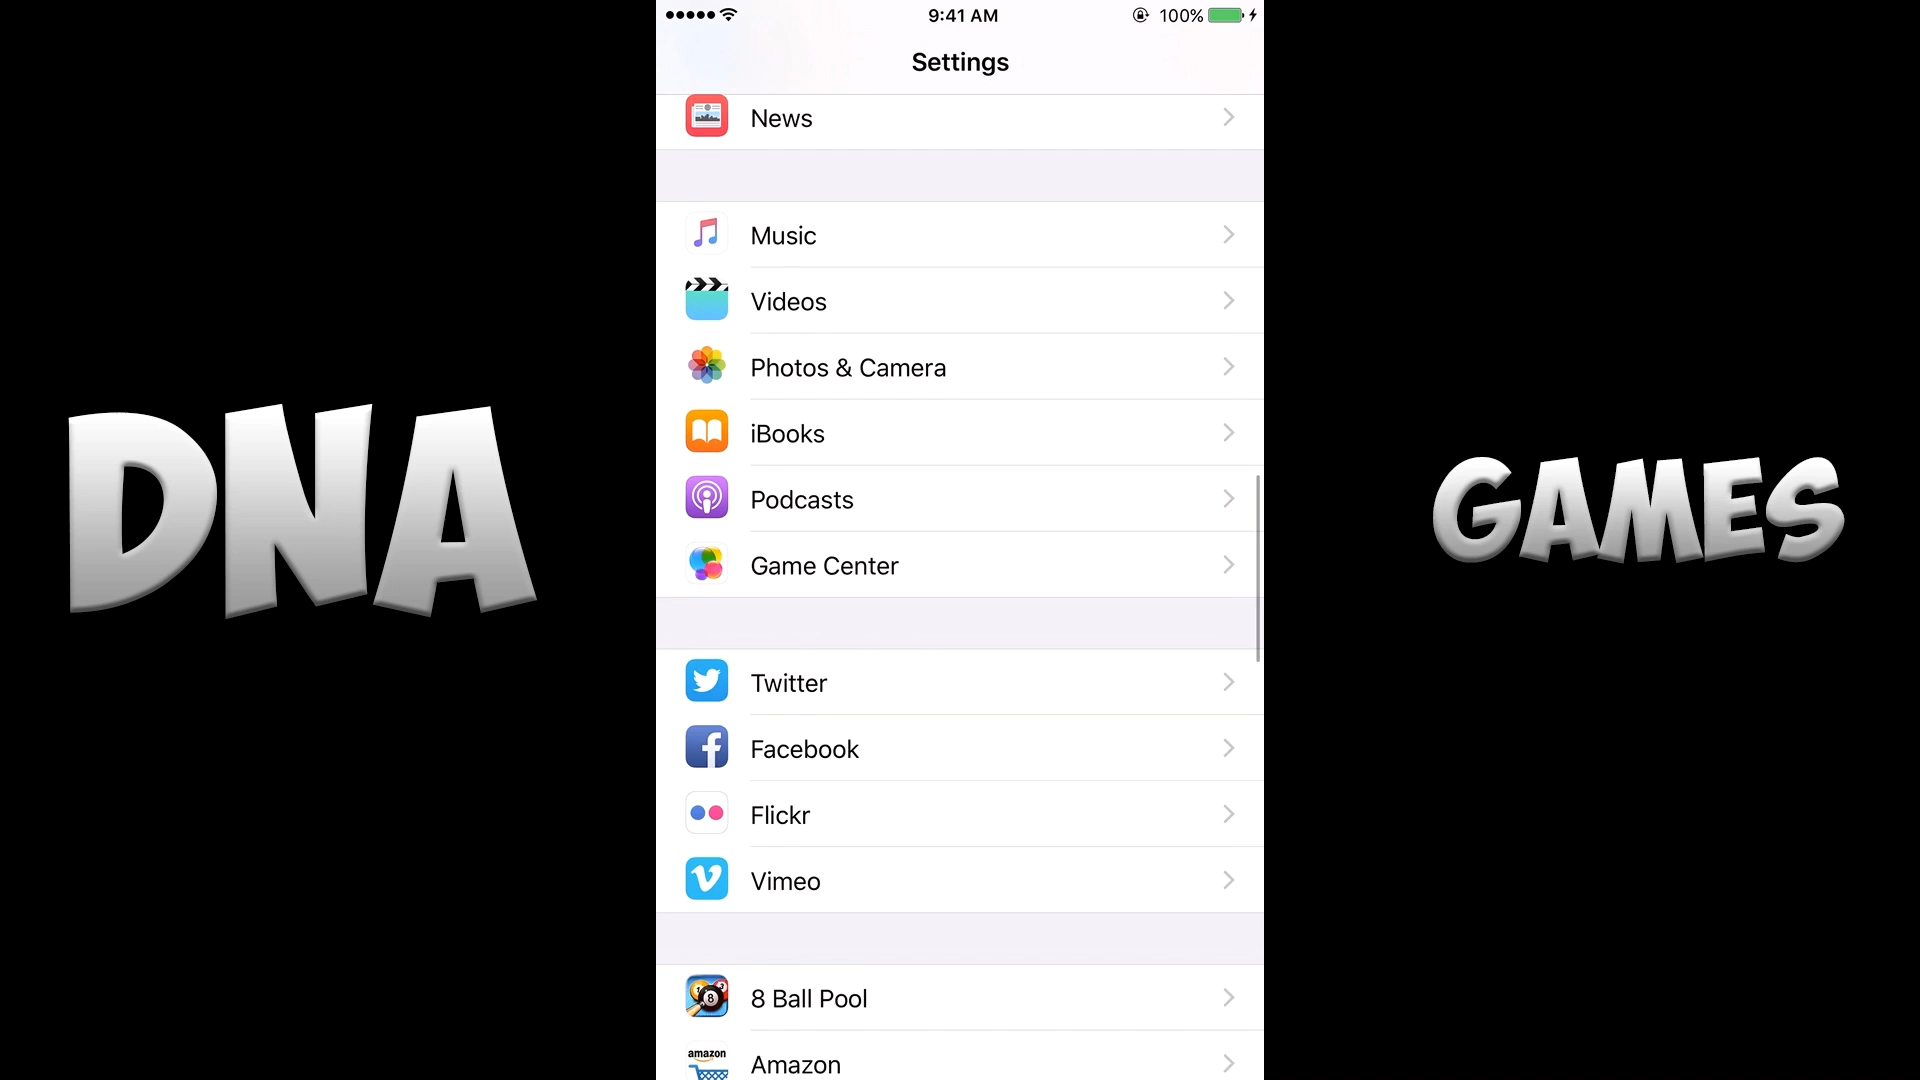 9:41 AM
100%
Settings
News
Music
Videos
Photos & Camera
iBooks
Podcasts
Game Center
DNA
GAMES
Twitter
Facebook
Flickr
Vimeo
8 Ball Pool
8
amazon
Amazon